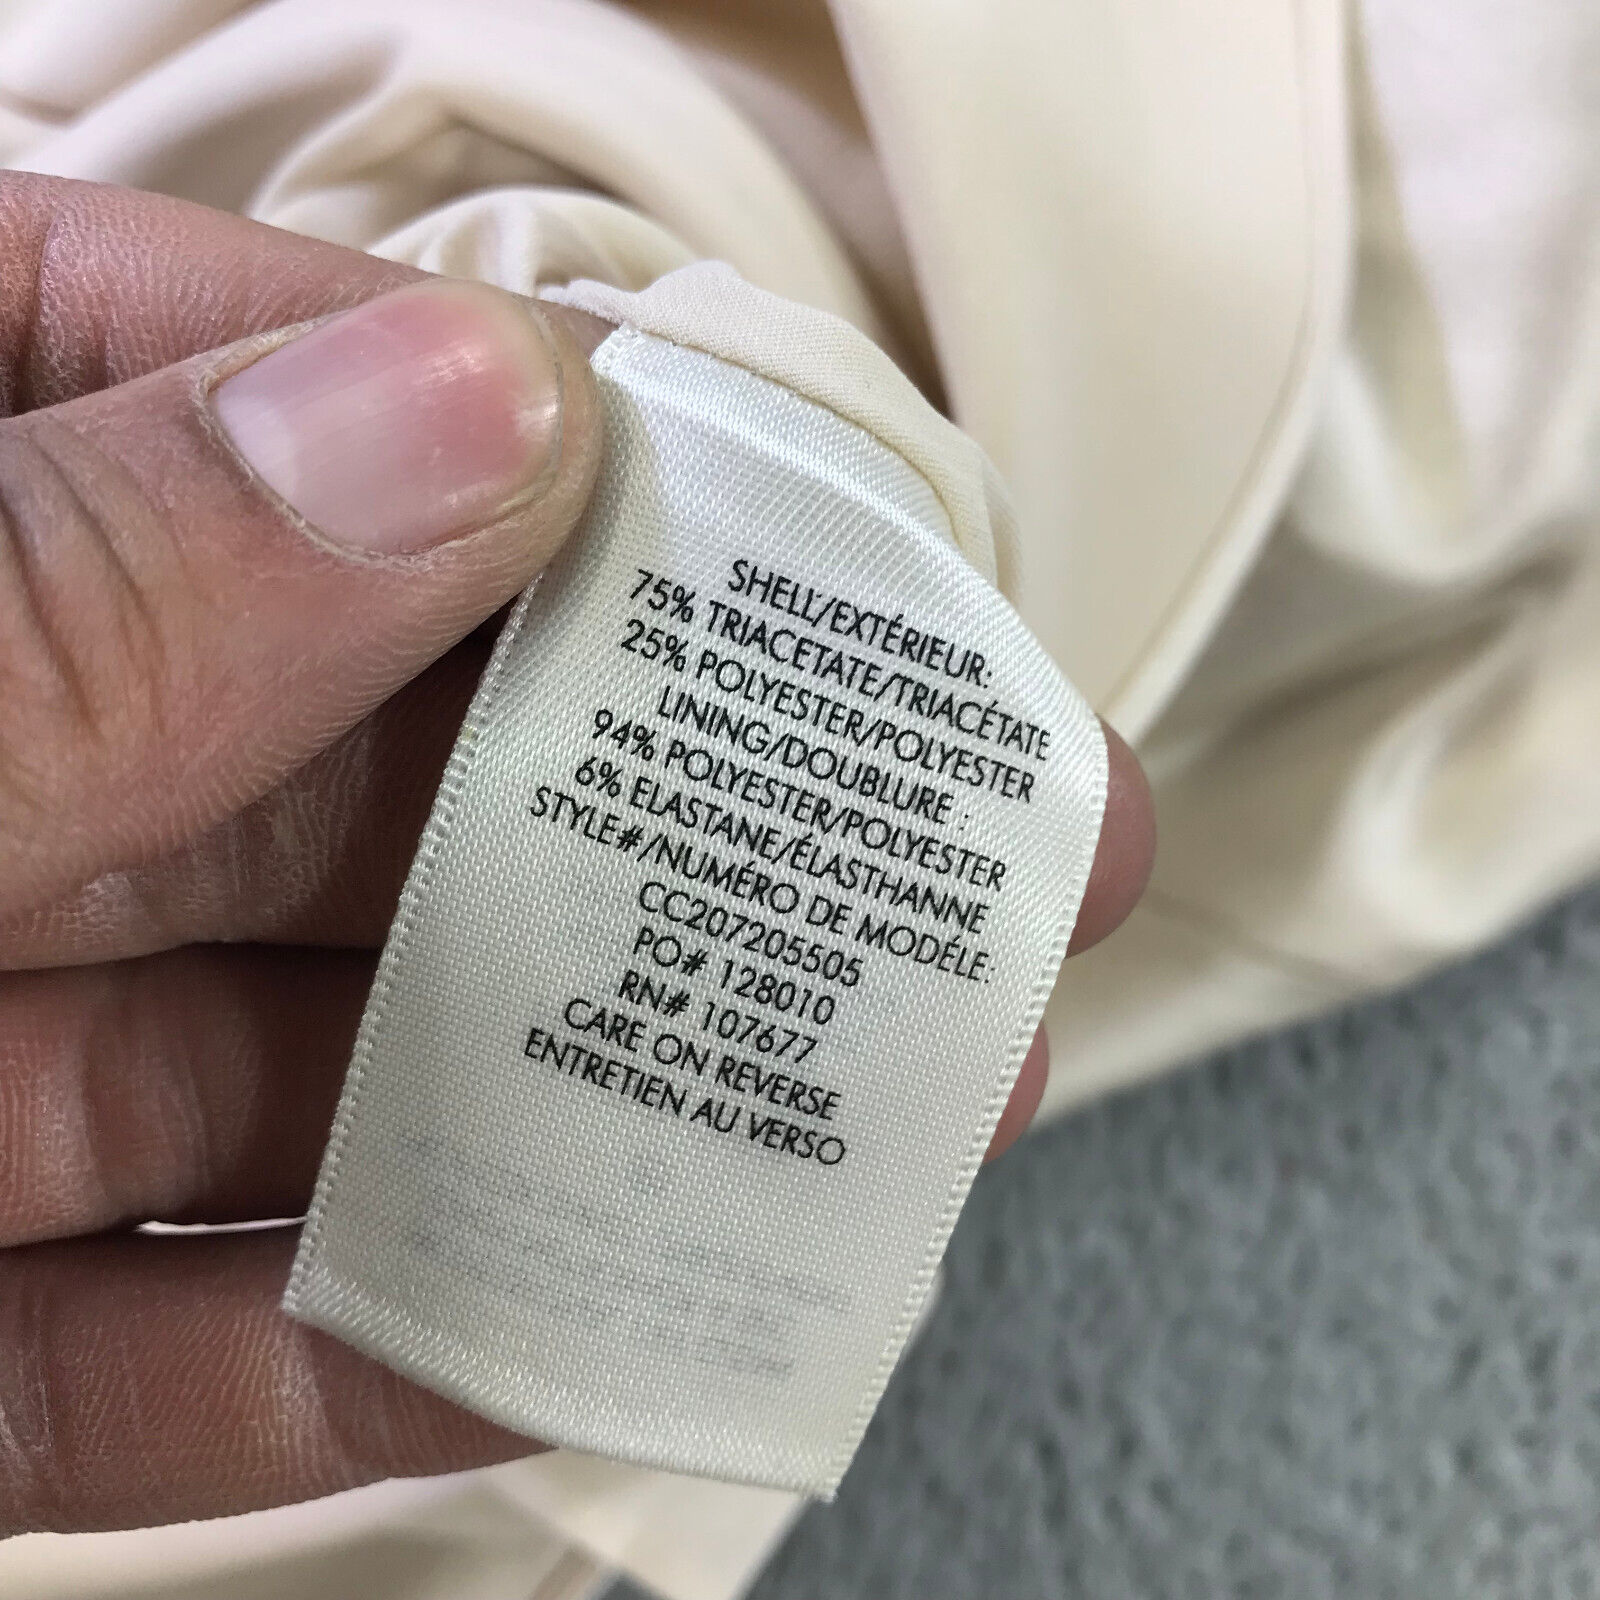 SHELL/EXTÉRIEUR:
75% TRIACETATE/TRIACÉTATE
25% POLYESTER/POLYESTER
LINING/DOUBLURE :
94% POLYESTER/POLYESTER
6% ELASTANE/ÉLASTHANNE
STYLE#/NUMÉRO DE MODÉLE:
CC207205505
PO# 128010
RN# 107677
CARE ON REVERSE
ENTRETIEN AU VERSO